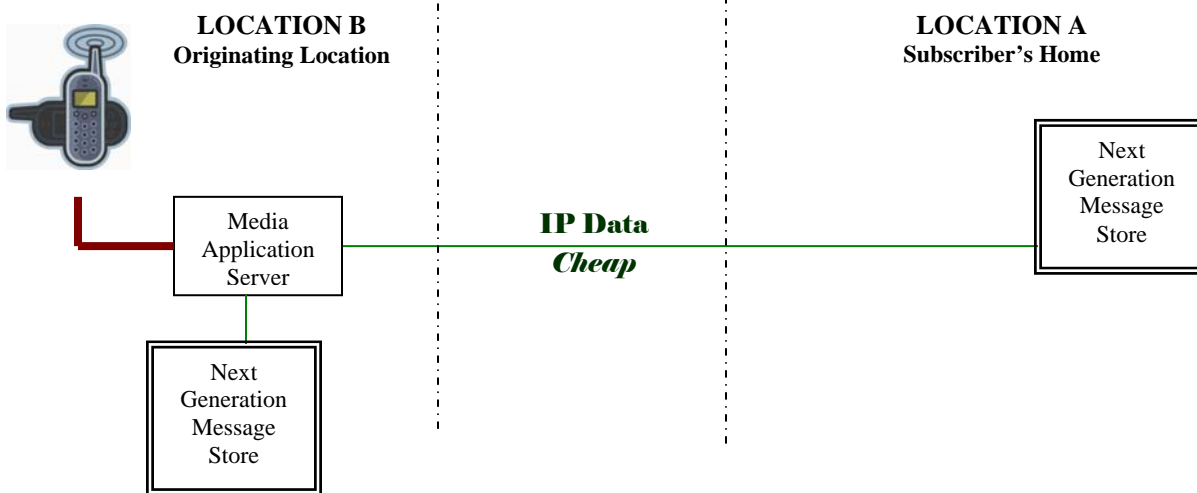 LOCATION B
Originating Location
LOCATION A
Subscriber's Home
Next
Generation
Message
Store
Media
Application
Server
IP Data
Cheap
Next
Generation
Message
Store